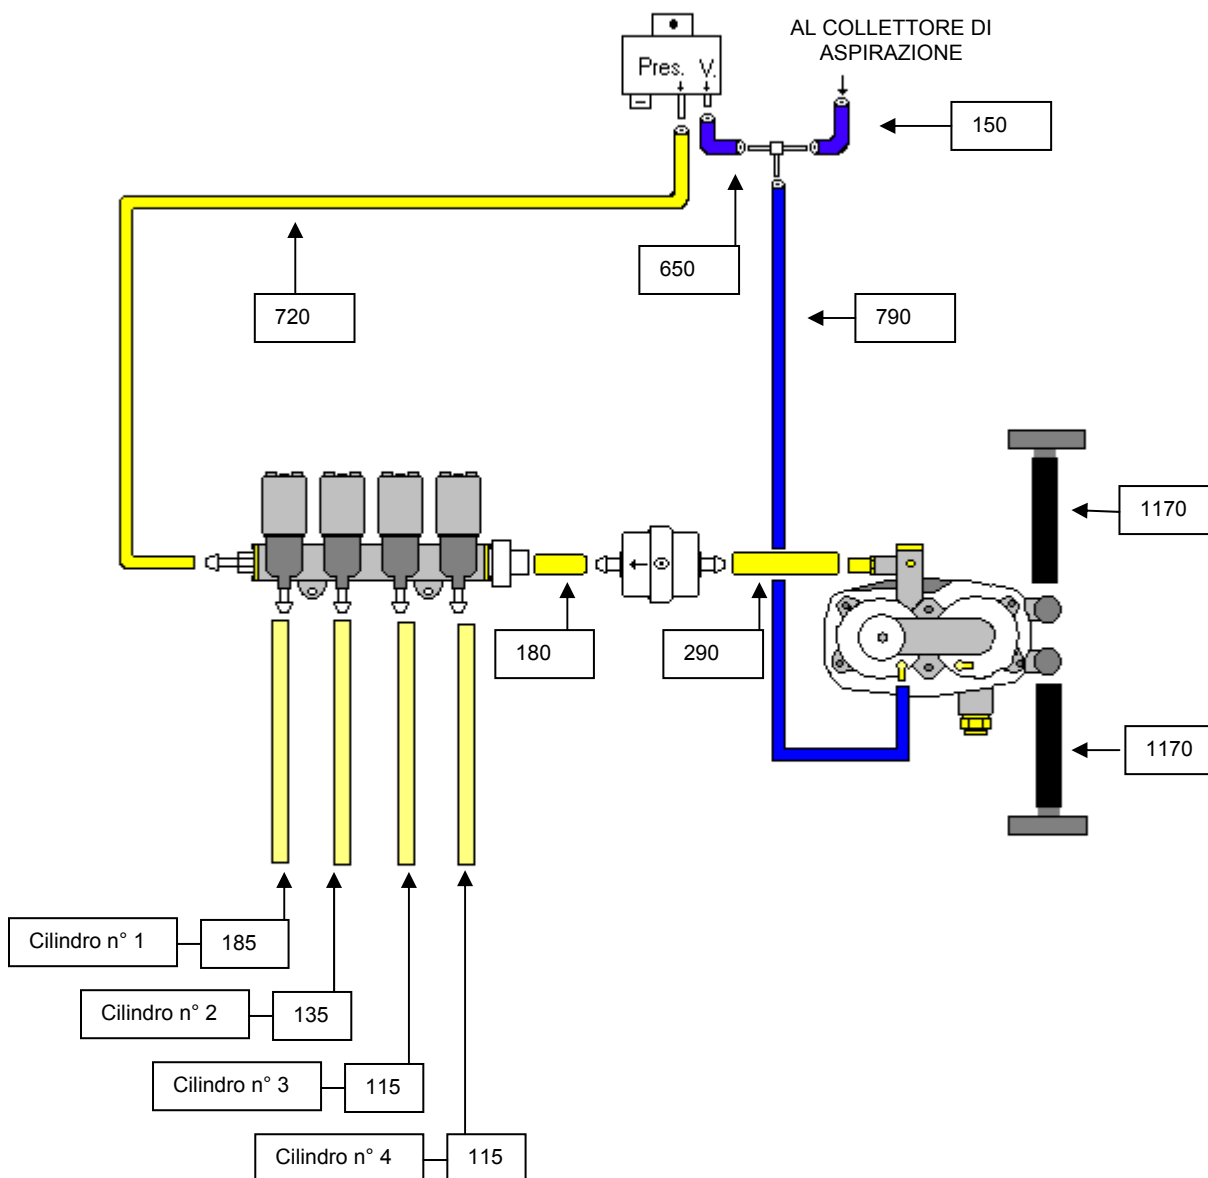 AL COLLETTORE DI
ASPIRAZIONE
Pres. V.
150
650
720
790
1170
180
290
1170
Cilindro n° 1
185
Cilindro n° 2
135
Cilindro n° 3
115
Cilindro n° 4
115